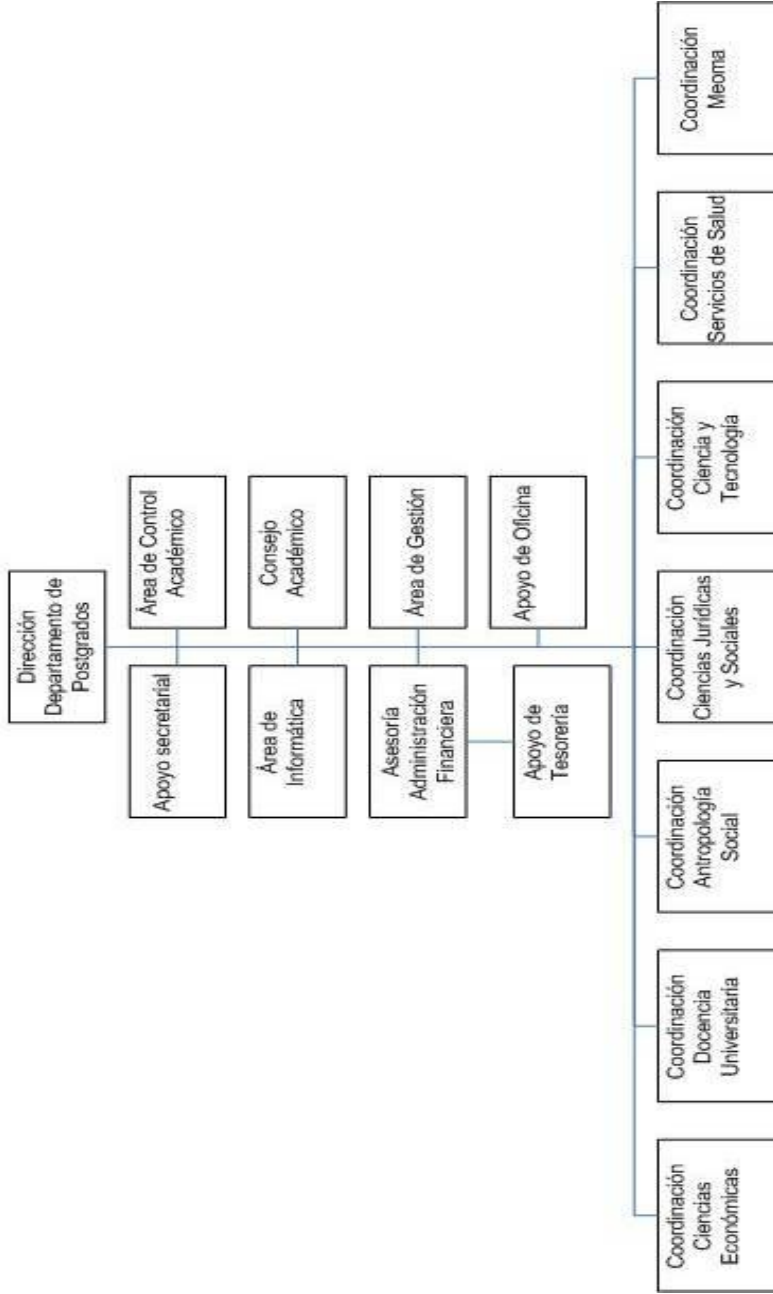 Dirección
Departamento de
Postgrados
Apoyo secretarial
Área de Control
Académico
Área de
Informática
Consejo
Académico
Asesoría
Administración
Financiera
Área de Gestión
Apoyo de
Tesorería
Apoyo de Oficina
Coordinación
Ciencias
Económicas
Coordinación
Docencia
Universitaria
Coordinación
Antropología
Social
Coordinación
Ciencias Jurídicas
y Sociales
Coordinación
Ciencia y
Tecnología
Coordinación
Servicios de Salud
Coordinación
Meoma